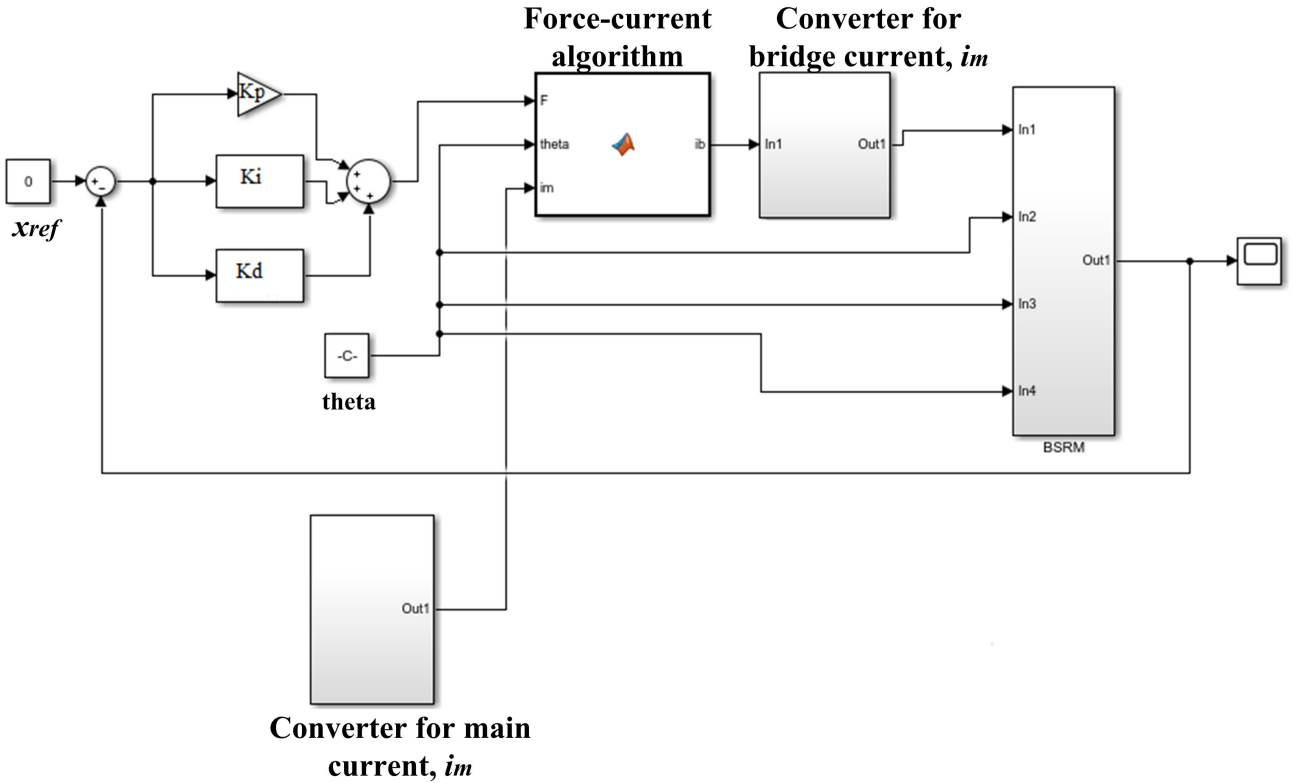 Force-current
algorithm
Converter for
bridge current, im
Kp
F
theta
im
ib
In1
Out1
In1
In2
In3
In4
Out1
BSRM
0
+
-
xref
Ki
+
+
+
Kd
-C-
theta
Out1
Converter for main
current, im